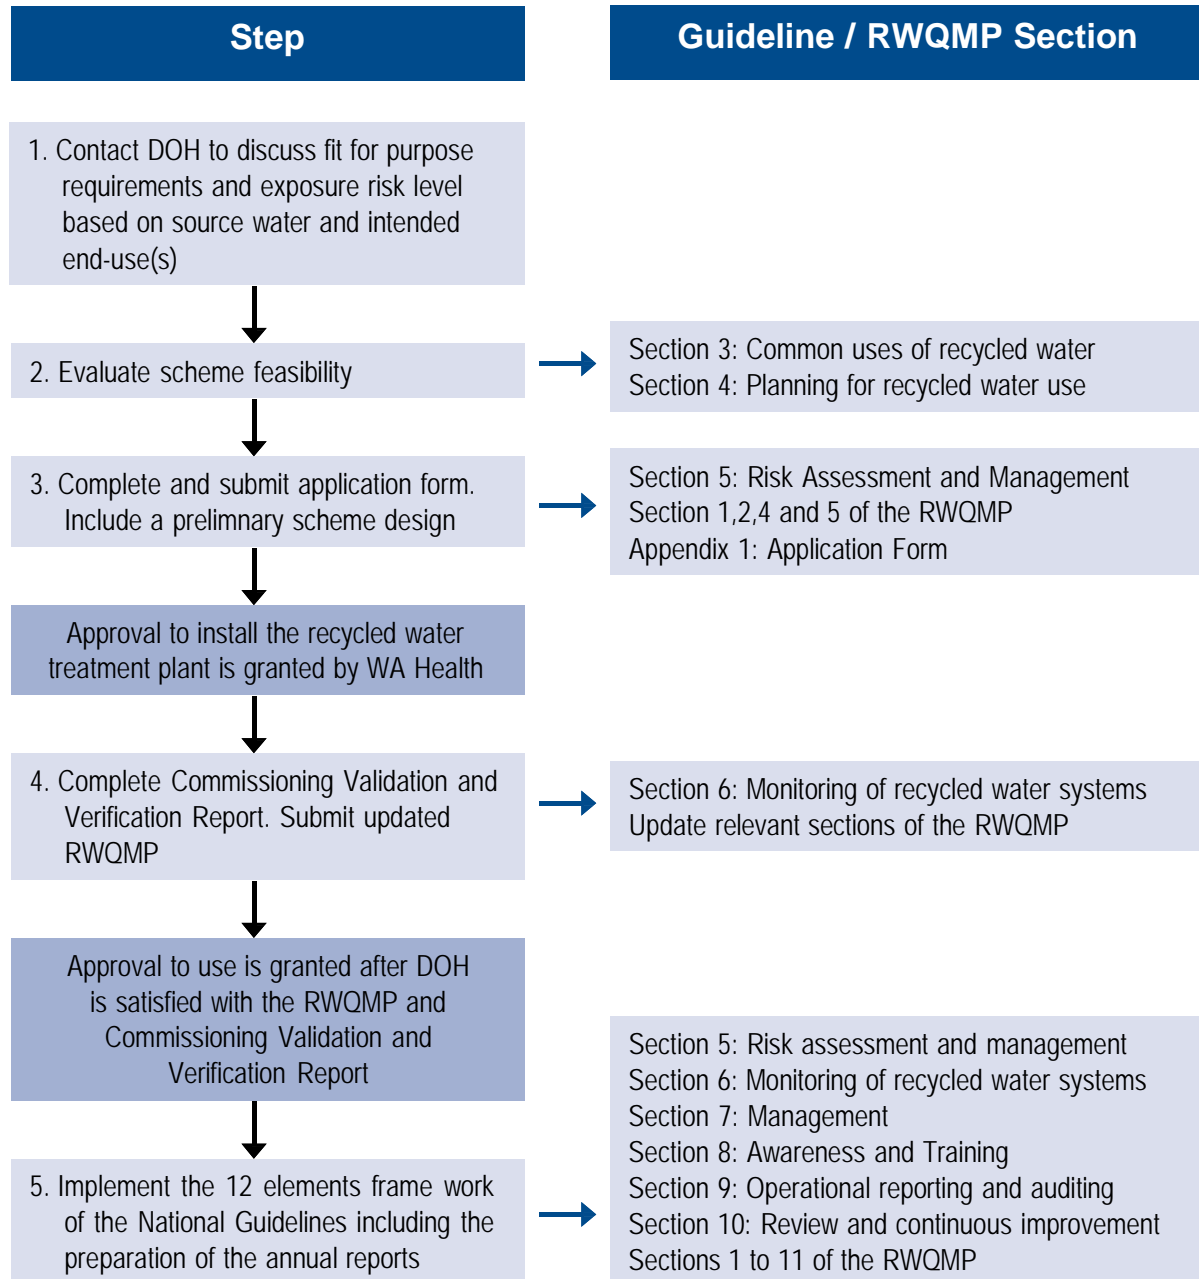 Step
Guideline / RWQMP Section
1. Contact DOH to discuss fit for purpose
requirements and exposure risk level
based on source water and intended
end-use(s)
2. Evaluate scheme feasibility
Section 3: Common uses of recycled water
Section 4: Planning for recycled water use
3. Complete and submit application form.
Include a prelimnary scheme design
Section 5: Risk Assessment and Management
Section 1,2,4 and 5 of the RWQMP
Appendix 1: Application Form
Approval to install the recycled water
treatment plant is granted by WA Health
4. Complete Commissioning Validation and
Verification Report. Submit updated
RWQMP
Section 6: Monitoring of recycled water systems
Update relevant sections of the RWQMP
Approval to use is granted after DOH
is satisfied with the RWQMP and
Commissioning Validation and
Verification Report
5. Implement the 12 elements frame work
of the National Guidelines including the
preparation of the annual reports
Section 5: Risk assessment and management
Section 6: Monitoring of recycled water systems
Section 7: Management
Section 8: Awareness and Training
Section 9: Operational reporting and auditing
Section 10: Review and continuous improvement
Sections 1 to 11 of the RWQMP